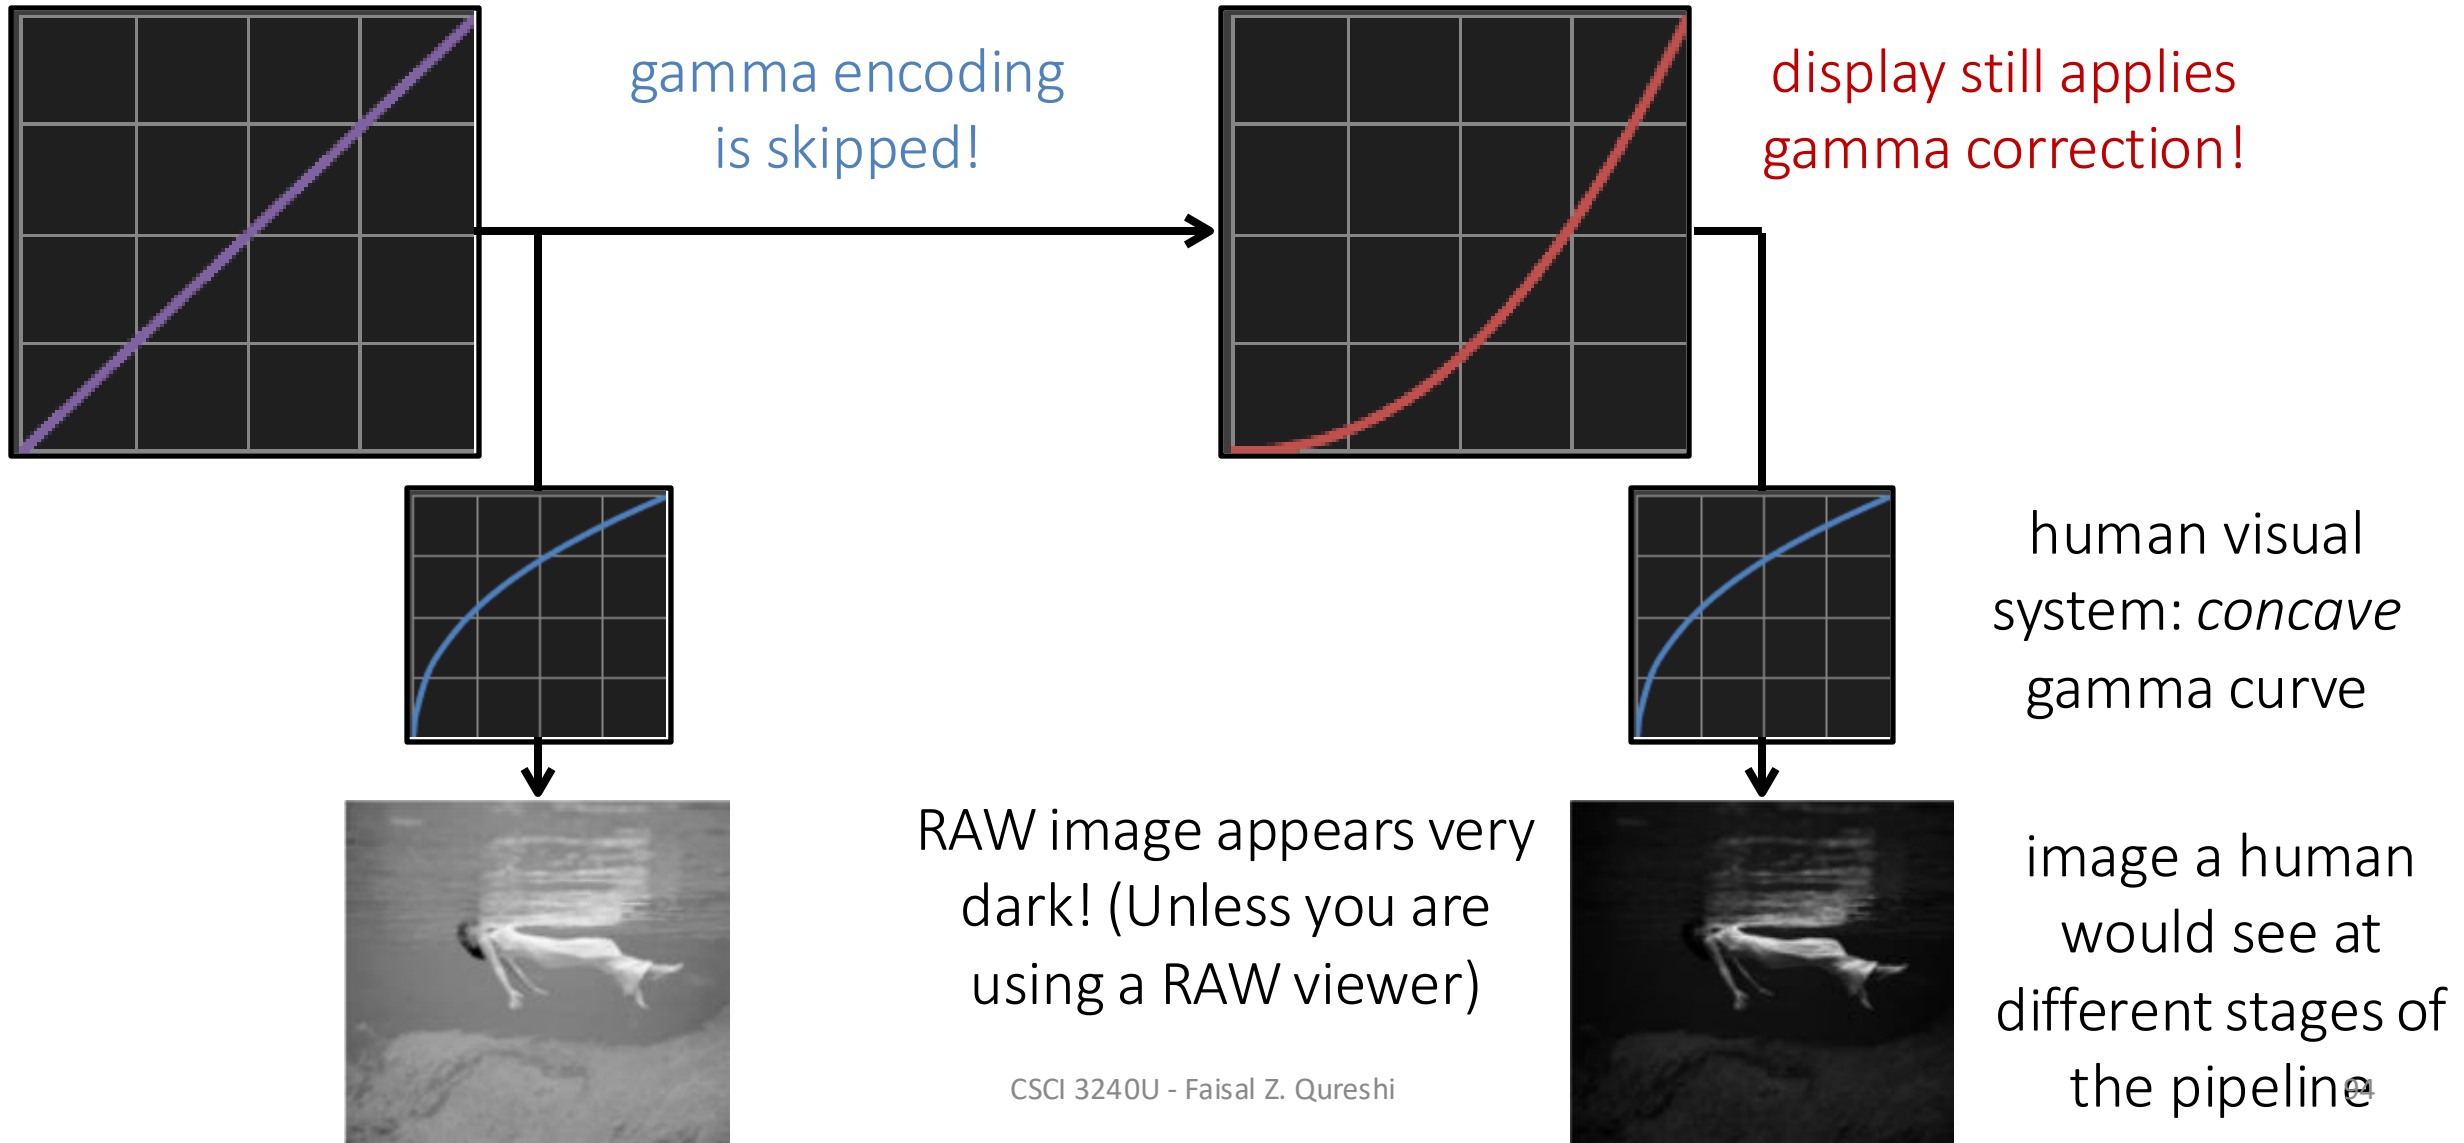 gamma encoding
is skipped!
display still applies
gamma correction!
human visual
system: concave
gamma curve
RAW image appears very
dark! (Unless you are
using a RAW viewer)
image a human
would see at
different stages of
the pipeline
CSCI 3240U - Faisal Z. Qureshi
94